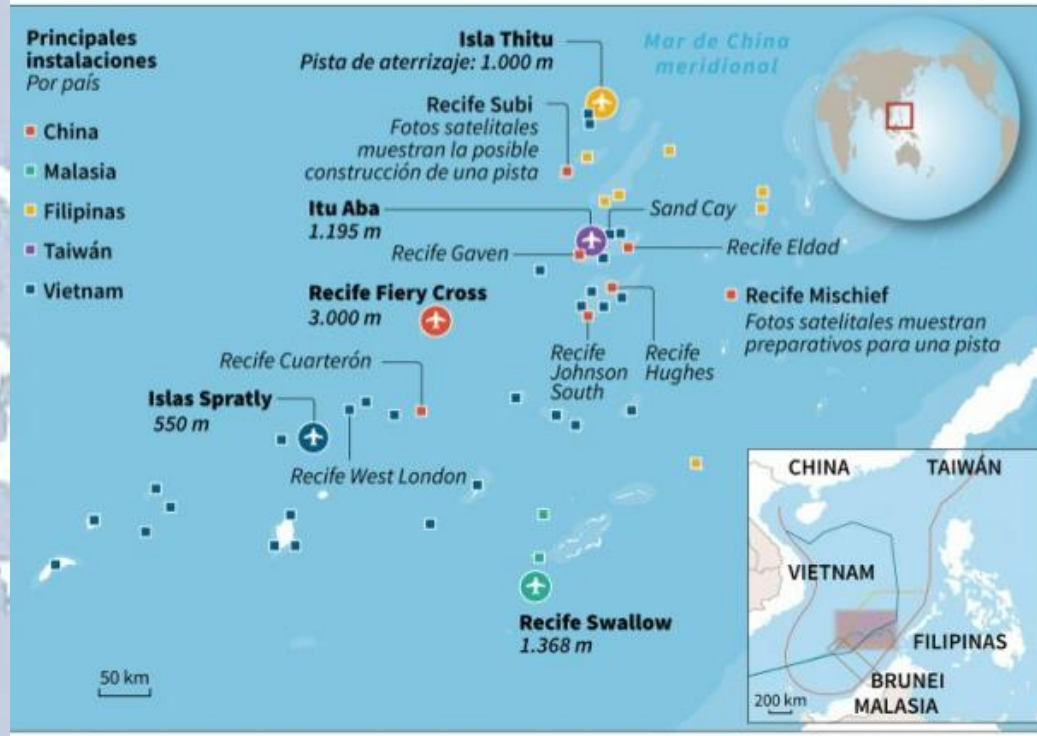 Principales
instalaciones
Por país
China
Malasia
Filipinas
Taiwán
Vietnam
Isla Thitu
Pista de aterrizaje: 1.000 m
Mar de China
meridional
Recife Subi
Fotos satelitales
muestran la posible
construcción de una pista
Itu Aba
1.195 m
Sand Cay
Recife Gaven
Recife Eldad
Recife Fiery Cross
3.000 m
Recife Mischief
Fotos satelitales muestran
preparativos para una pista
Recife Cuarterón
Recife
Johnson
South
Recife
Hughes
Islas Spratly
550 m
Recife West London
Recife Swallow
1.368 m
50 km
CHINA
TAIWÁN
VIETNAM
FILIPINAS
BRUNEI
MALASIA
200 km